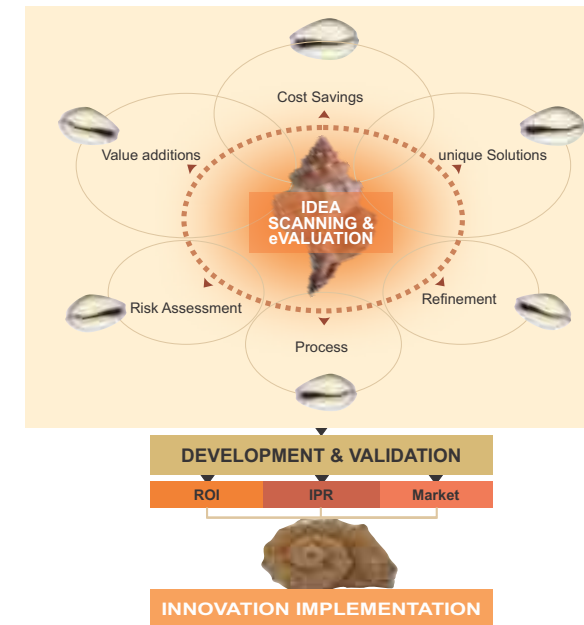 Cost Savings
Value additions
unique Solutions
IDEA
SCANNING &
eVALUATION
Risk Assessment
Refinement
Process
DEVELOPMENT & VALIDATION
ROI
IPR
Market
INNOVATION IMPLEMENTATION